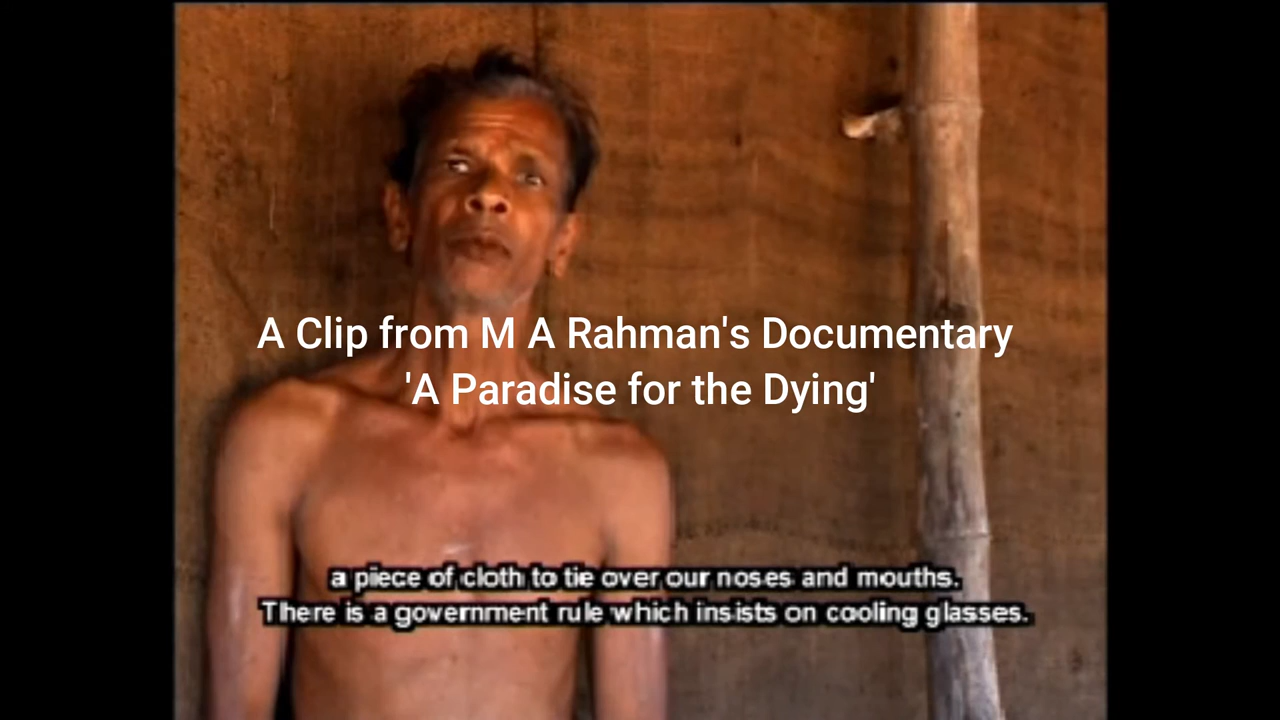 A Clip from M A Rahman's Documentary
'A Paradise for the Dying'
a piece of cloth to tie over our noses and mouths.
There is a government rule which insists on cooling glasses.